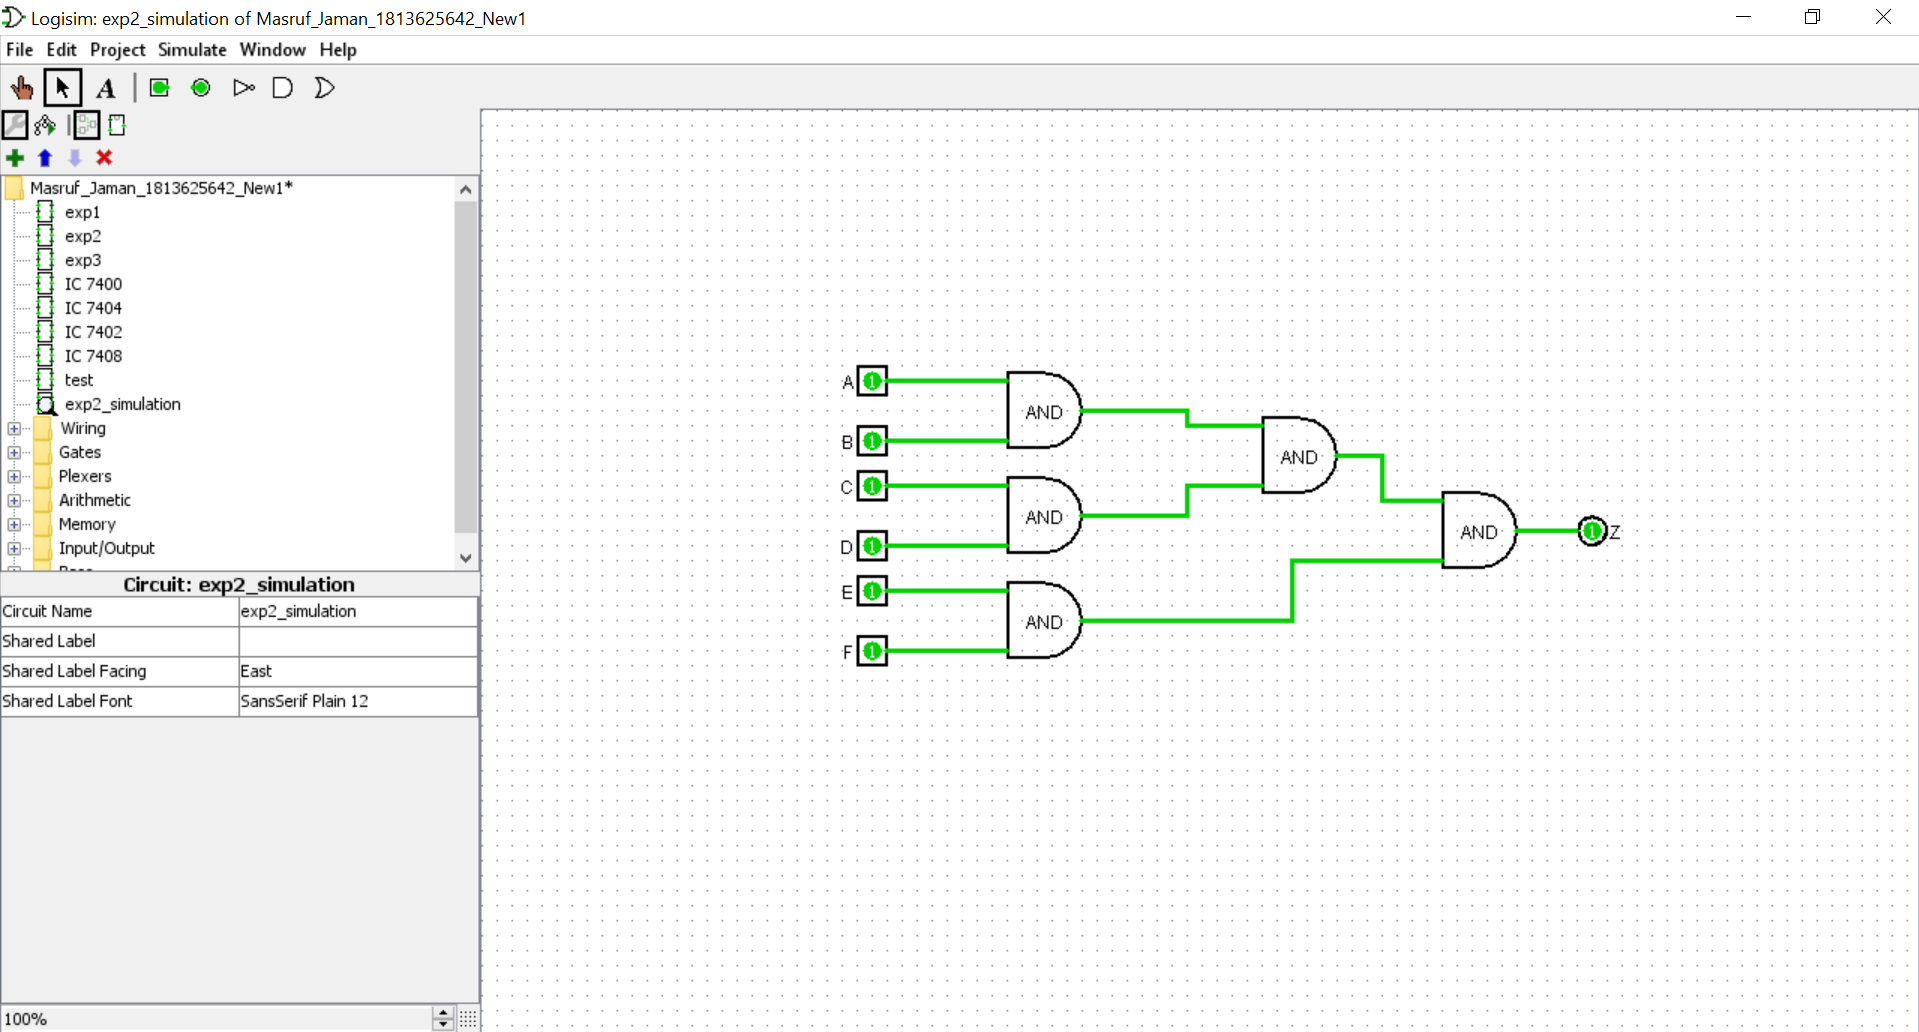 Logisim: exp2_simulation of Masruf_Jaman_1813625642_New1
File Edit Project Simulate Window Help
A
Masruf_Jaman_1813625642_New1*
exp1
exp2
exp3
IC 7400
IC 7404
IC 7402
IC 7408
test
exp2_simulation
Wiring
Gates
Plexers
Arithmetic
Memory
Input/Output
Circuit: exp2_simulation
Circuit Name exp2_simulation
Shared Label
Shared Label Facing East
Shared Label Font SansSerif Plain 12
100%
A 1
AND
B 1
AND
C 1
AND
D 1
AND
1 Z
E 1
AND
F 1